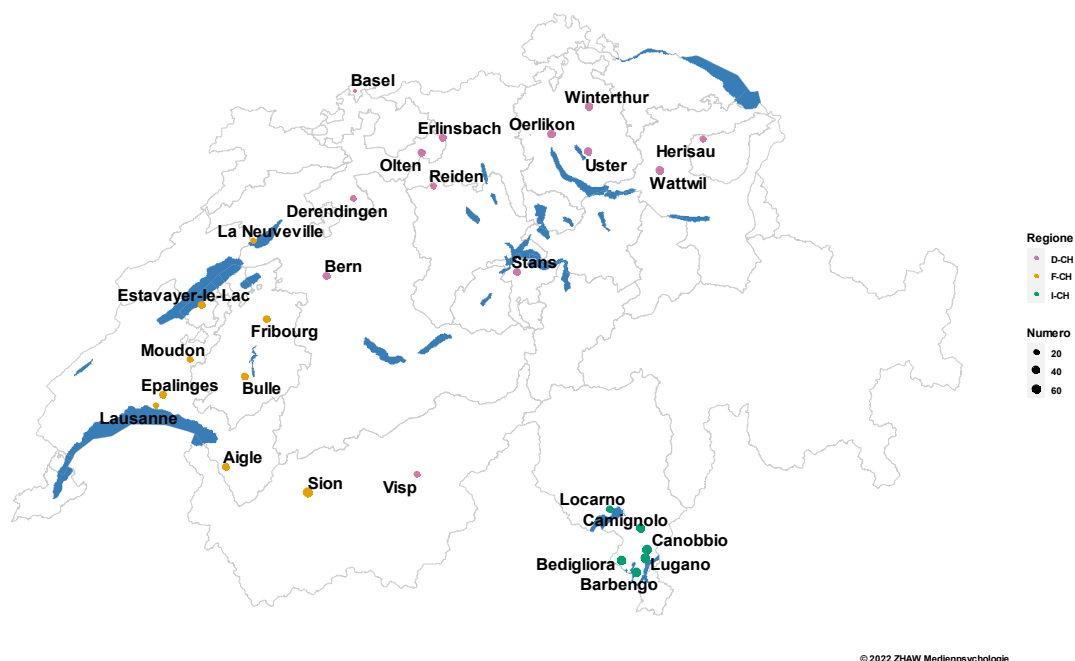 Basel
Winterthur
Erlinsbach
Oerlikon
Herisau
Olten
Uster
Reiden
Wattwil
Derendingen
La Neuveville
Bern
Stans
Estavayer-le-Lac
Fribourg
Moudon
Epalinges
Bulle
Lausanne
Aigle
Sion
Visp
Locarno
Camignolo
Canobbio
Bedigliora
Lugano
Barbengo
Regione
D-CH
F-CH
I-CH
Numero
20
40
60
© 2022 ZHAW Medienpsychologie